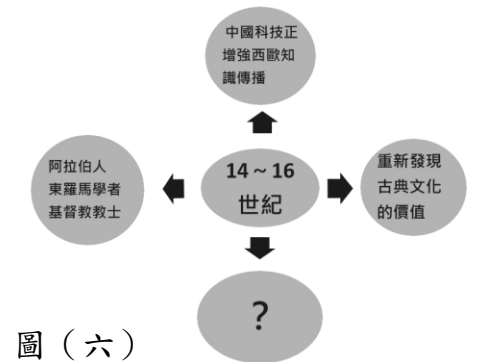 中國科技正
增強西歐知
識傳播
阿拉伯人
東羅馬學者
基督教教士
14～16
世紀
重新發現
古典文化
的價值
?
圖（六）